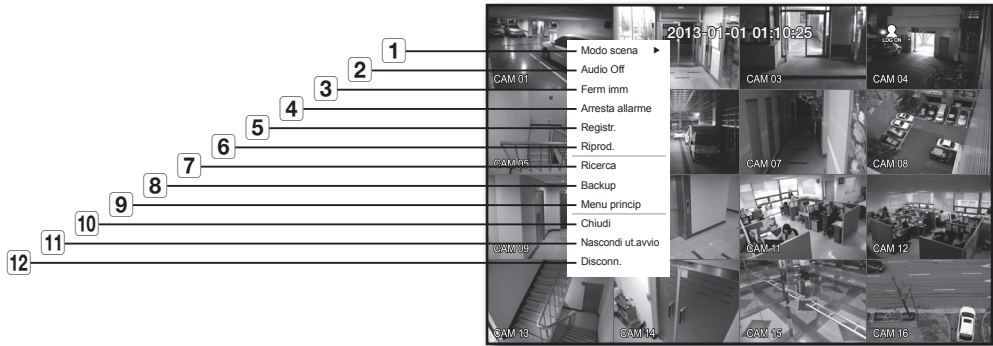 2013-01-01 01:10:25
LOG ON
CAM 01
CAM 03
CAM 04
1 Modo scena ►
2 Audio Off
3 Ferm imm
4 Arresta allarme
5 Registr.
6 Riprod.
7 Ricerca
8 Backup
9 Menu princip
10 Chiudi
11 Nascondi ut.avvio
12 Disconn.
CAM 05
CAM 07
CAM 08
CAM 09
CAM 11
CAM 12
CAM 13
CAM 14
CAM 15
CAM 16